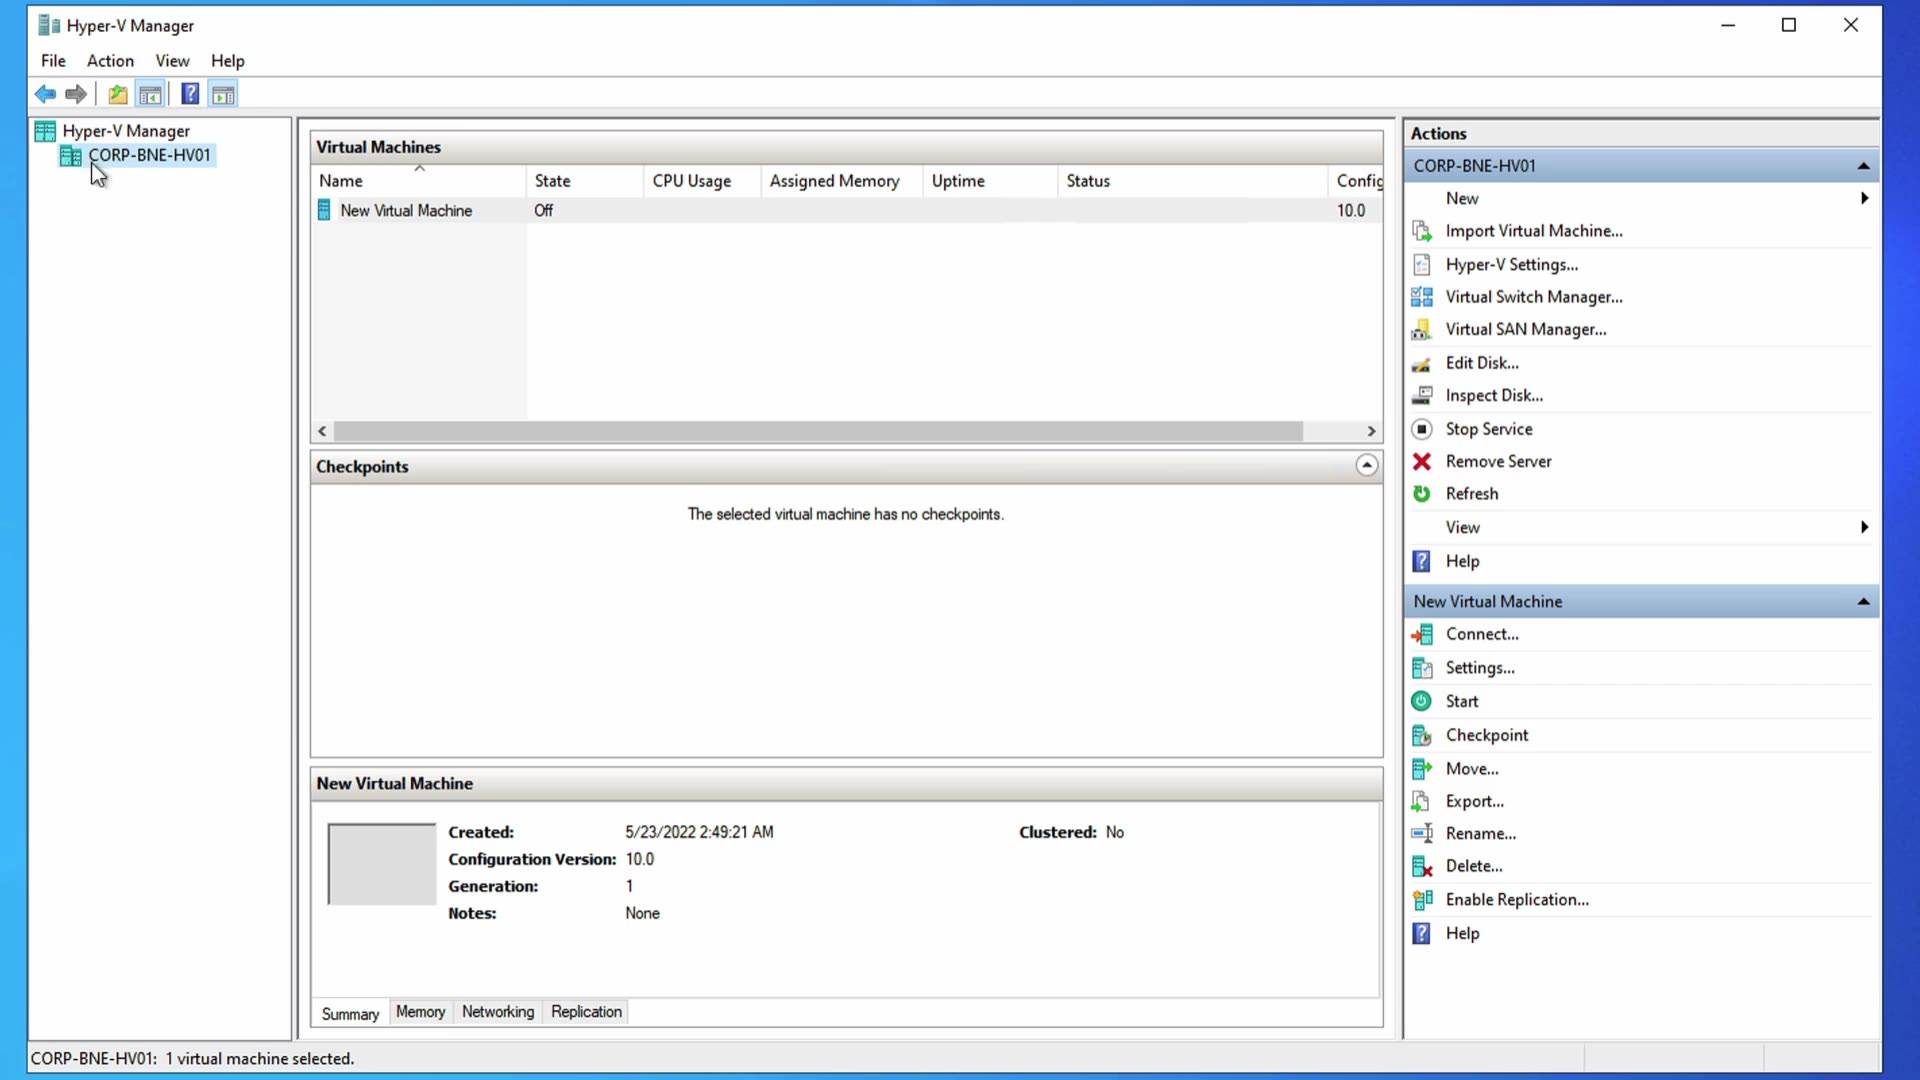 Hyper-V Manager
File Action View Help
Hyper-V Manager
CORP-BNE-HV01
Virtual Machines
Name State CPU Usage Assigned Memory Uptime Status Config
New Virtual Machine Off 10.0
Checkpoints
The selected virtual machine has no checkpoints.
New Virtual Machine
Created: 5/23/2022 2:49:21 AM Clustered: No
Configuration Version: 10.0
Generation: 1
Notes: None
Summary Memory Networking Replication
Actions
CORP-BNE-HV01
New
Import Virtual Machine...
Hyper-V Settings...
Virtual Switch Manager...
Virtual SAN Manager...
Edit Disk...
Inspect Disk...
Stop Service
Remove Server
Refresh
View
Help
New Virtual Machine
Connect...
Settings...
Start
Checkpoint
Move...
Export...
Rename...
Delete...
Enable Replication...
Help
CORP-BNE-HV01: 1 virtual machine selected.